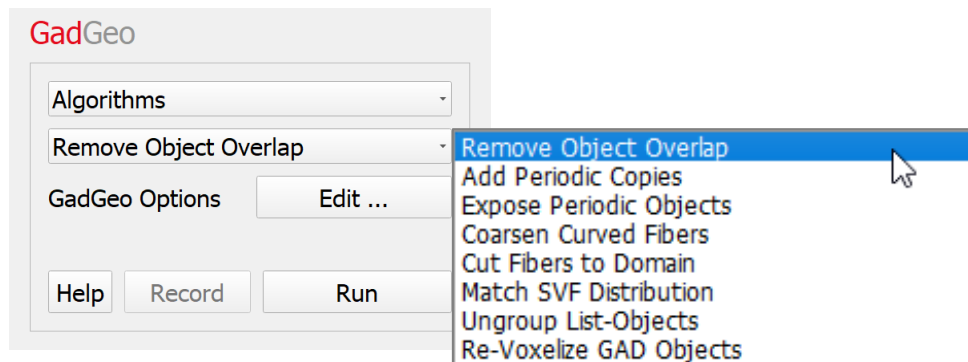 GadGeo
Algorithms
Remove Object Overlap
GadGeo Options
Edit ...
Help
Record
Run
Remove Object Overlap
Add Periodic Copies
Expose Periodic Objects
Coarsen Curved Fibers
Cut Fibers to Domain
Match SVF Distribution
Ungroup List-Objects
Re-Voxelize GAD Objects